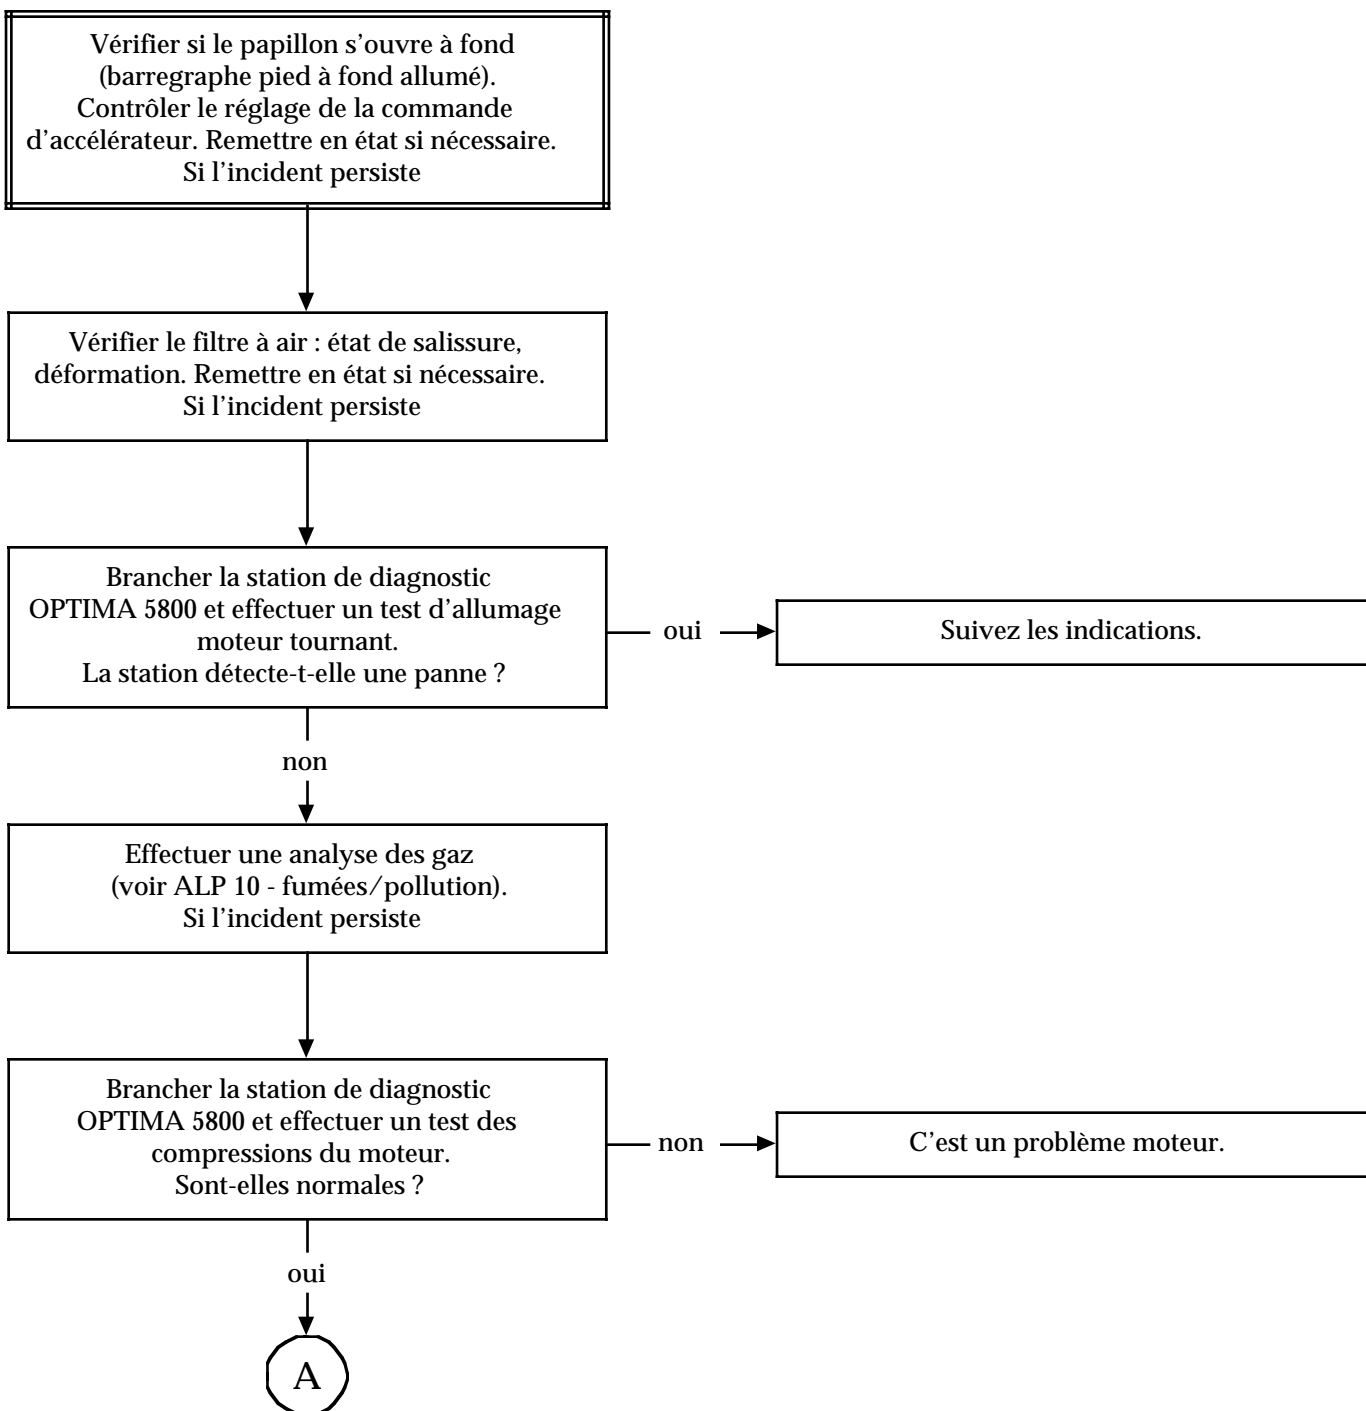 Vérifier si le papillon s'ouvre à fond
(barregraphe pied à fond allumé).
Contrôler le réglage de la commande
d'accélérateur. Remettre en état si nécessaire.
Si l'incident persiste
Vérifier le filtre à air : état de salissure,
déformation. Remettre en état si nécessaire.
Si l'incident persiste
Brancher la station de diagnostic
OPTIMA 5800 et effectuer un test d'allumage
moteur tournant.
La station détecte-t-elle une panne ?
oui
Suivez les indications.
non
Effectuer une analyse des gaz
(voir ALP 10 - fumées/pollution).
Si l'incident persiste
Brancher la station de diagnostic
OPTIMA 5800 et effectuer un test des
compressions du moteur.
Sont-elles normales ?
non
C'est un problème moteur.
oui
A